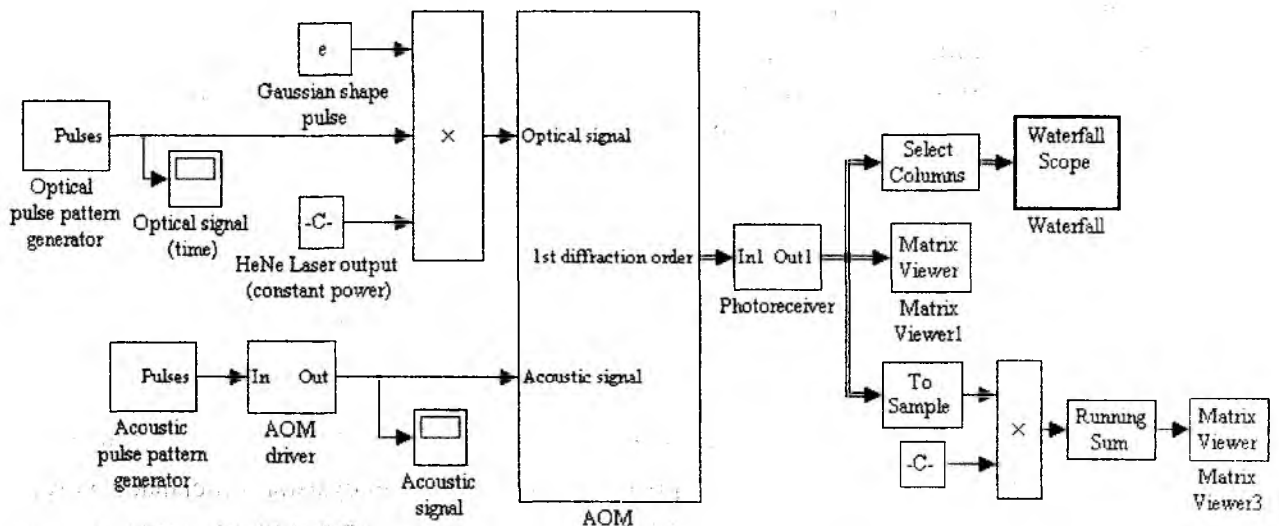 e
Gaussian shape
pulse
Pulses
Optical
pulse pattern
generator
Optical signal
(time)
-C-
HeNe Laser output
(constant power)
×
Optical signal
1st diffraction order
Acoustic signal
AOM
Pulses
Acoustic
pulse pattern
generator
In Out
AOM
driver
Acoustic
signal
In1 Out1
Photoreceiver
Select
Columns
Waterfall
Scope
Waterfall
Matrix
Viewer
Matrix
Viewer1
To
Sample
-C-
×
Running
Sum
Matrix
Viewer
Matrix
Viewer3